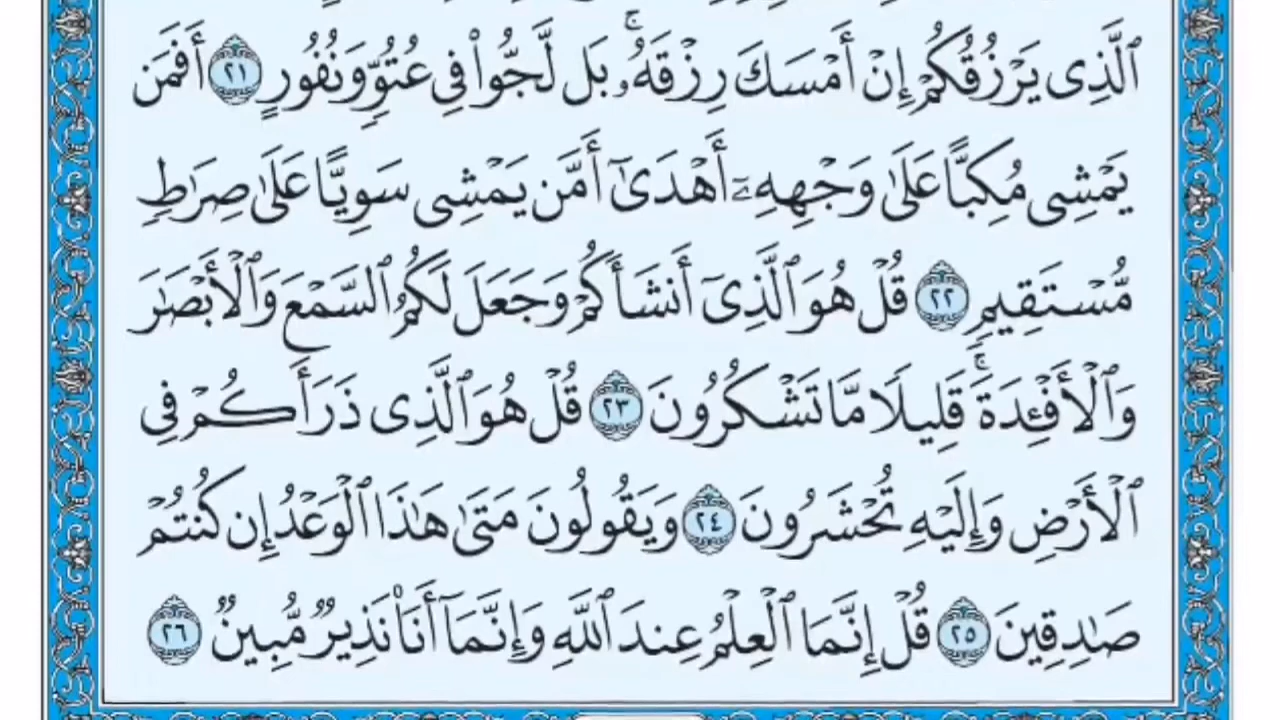 ٱلَّذِى يَرْزُقُكُمْ إِنْ أَمْسَكَ رِزْقَهُۥ ۚ بَل لَّجُّوا۟ فِى عُتُوٍّ وَنُفُورٍ ٢١ أَفَمَن
يَمْشِى مُكِبًّا عَلَىٰ وَجْهِهِۦٓ أَهْدَىٰٓ أَمَّن يَمْشِى سَوِيًّا عَلَىٰ صِرَٰطٍ
مُّسْتَقِيمٍ ٢٢ قُلْ هُوَ ٱلَّذِىٓ أَنشَأَكُمْ وَجَعَلَ لَكُمُ ٱلسَّمْعَ وَٱلْأَبْصَٰرَ
وَٱلْأَفْـِٔدَةَ ۖ قَلِيلًا مَّا تَشْكُرُونَ ٢٣ قُلْ هُوَ ٱلَّذِى ذَرَأَكُمْ فِى
ٱلْأَرْضِ وَإِلَيْهِ تُحْشَرُونَ ٢٤ وَيَقُولُونَ مَتَىٰ هَٰذَا ٱلْوَعْدُ إِن كُنتُمْ
صَٰدِقِينَ ٢٥ قُلْ إِنَّمَا ٱلْعِلْمُ عِندَ ٱللَّهِ وَإِنَّمَآ أَنَا۠ نَذِيرٌ مُّبِينٌ ٢٦